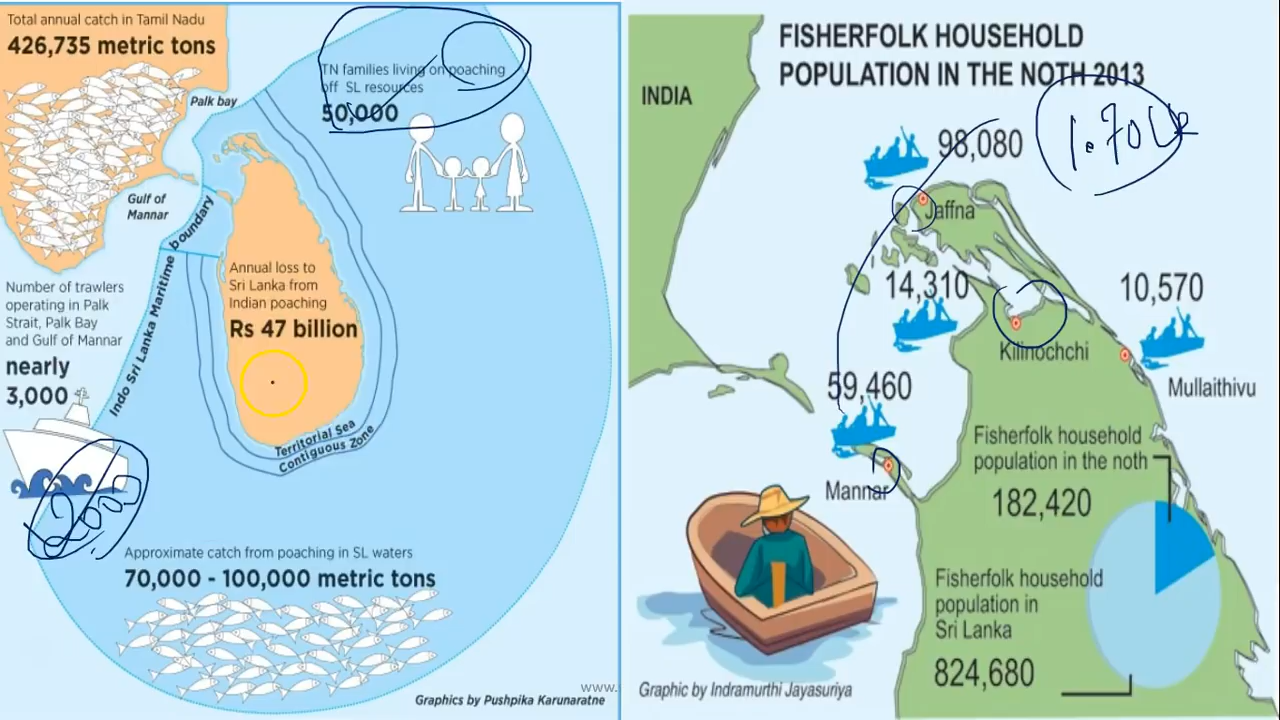 Total annual catch in Tamil Nadu
426,735 metric tons
Palk bay
Gulf of
Mannar
Indo Sri Lanka Maritime boundary
TN families living on poaching
off SL resources
50,000
Number of trawlers
operating in Palk
Strait, Palk Bay
and Gulf of Mannar
nearly
3,000
2000
Annual loss to
Sri Lanka from
Indian poaching
Rs 47 billion
Territorial Sea
Contiguous Zone
Approximate catch from poaching in SL waters
70,000 - 100,000 metric tons
www.
Graphics by Pushpika Karunaratne
FISHERFOLK HOUSEHOLD
POPULATION IN THE NOTH 2013
INDIA
98,080
Jaffna
14,310
Kilinochchi
10,570
Mullaithivu
59,460
Mannar
Fisherfolk household
population in the noth
182,420
Fisherfolk household
population in
Sri Lanka
824,680
Graphic by Indramurthi Jayasuriya